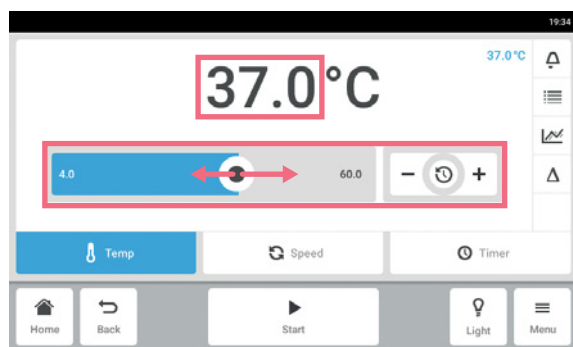 19:34
37.0°C
37.0°C
4.0
60.0
− +
Temp
Speed
Timer
Home
Back
Start
Light
Menu